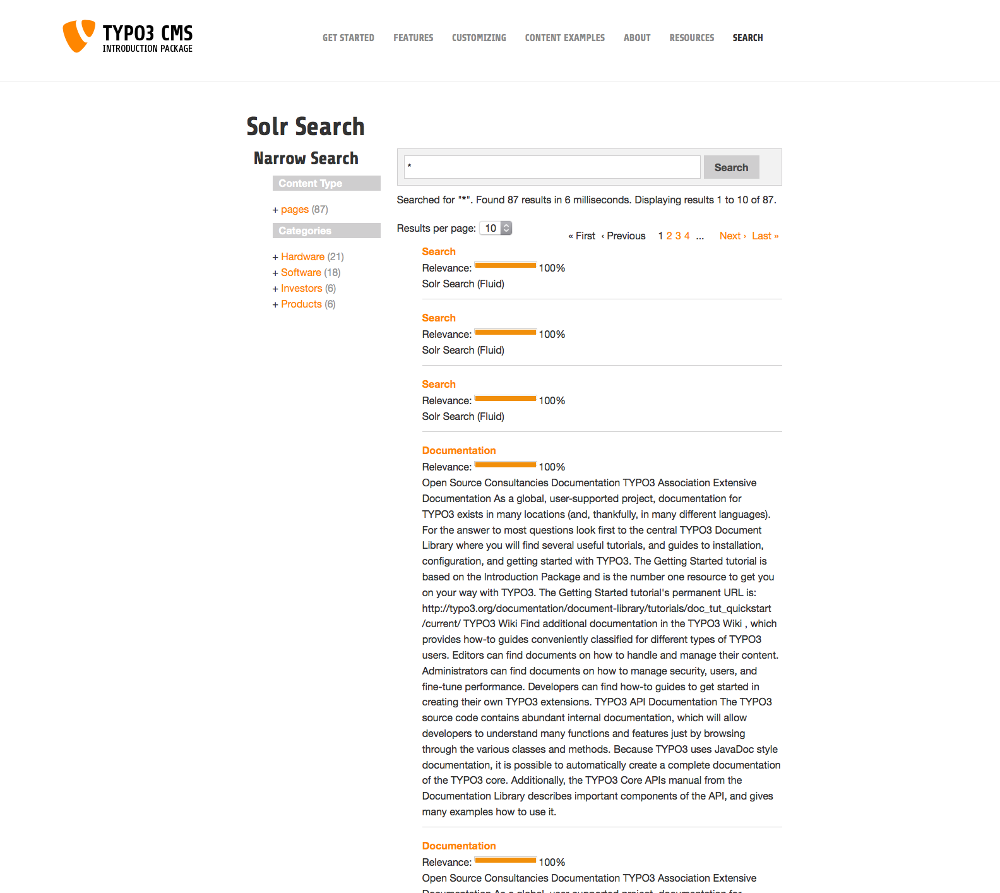 TYPO3 CMS
INTRODUCTION PACKAGE
GET STARTED FEATURES CUSTOMIZING CONTENT EXAMPLES ABOUT RESOURCES SEARCH
Solr Search
Narrow Search
Content Type
+ pages (87)
Categories
+ Hardware (21)
+ Software (18)
+ Investors (6)
+ Products (6)
*
Search
Searched for "*". Found 87 results in 6 milliseconds. Displaying results 1 to 10 of 87.
Results per page: 10
« First ‹ Previous 1 2 3 4 ... Next › Last »
Search
Relevance: 100%
Solr Search (Fluid)
Search
Relevance: 100%
Solr Search (Fluid)
Search
Relevance: 100%
Solr Search (Fluid)
Documentation
Relevance: 100%
Open Source Consultancies Documentation TYPO3 Association Extensive
Documentation As a global, user-supported project, documentation for
TYPO3 exists in many locations (and, thankfully, in many different languages).
For the answer to most questions look first to the central TYPO3 Document
Library where you will find several useful tutorials, and guides to installation,
configuration, and getting started with TYPO3. The Getting Started tutorial is
based on the Introduction Package and is the number one resource to get you
on your way with TYPO3. The Getting Started tutorial's permanent URL is:
http://typo3.org/documentation/document-library/tutorials/doc_tut_quickstart
/current/ TYPO3 Wiki Find additional documentation in the TYPO3 Wiki , which
provides how-to guides conveniently classified for different types of TYPO3
users. Editors can find documents on how to handle and manage their content.
Administrators can find documents on how to manage security, users, and
fine-tune performance. Developers can find how-to guides to get started in
creating their own TYPO3 extensions. TYPO3 API Documentation The TYPO3
source code contains abundant internal documentation, which will allow
developers to understand many functions and features just by browsing
through the various classes and methods. Because TYPO3 uses JavaDoc style
documentation, it is possible to automatically create a complete documentation
of the TYPO3 core. Additionally, the TYPO3 Core APIs manual from the
Documentation Library describes important components of the API, and gives
many examples how to use it.
Documentation
Relevance: 100%
Open Source Consultancies Documentation TYPO3 Association Extensive
Documentation As a global, user-supported project, documentation for